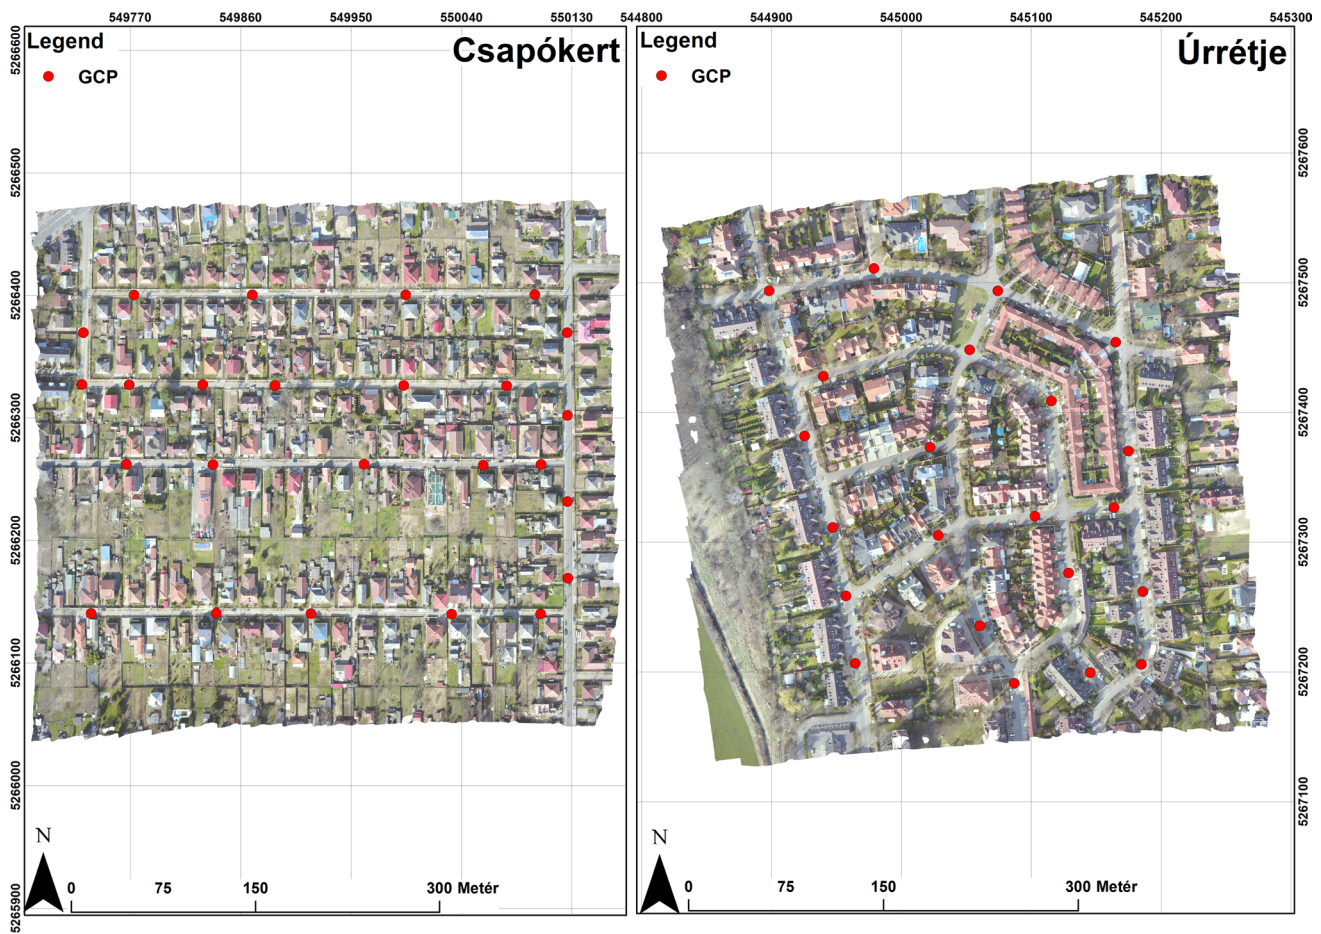 549770 549860 549950 550040 550130
Legend
GCP
Csapókert
5266600
5266500
5266400
5266300
5266200
5266100
5266000
5265900
N
0 75 150 300 Metér
544800 544900 545000 545100 545200 545300
Legend
GCP
Úrrétje
5267600
5267500
5267400
5267300
5267200
5267100
N
0 75 150 300 Metér